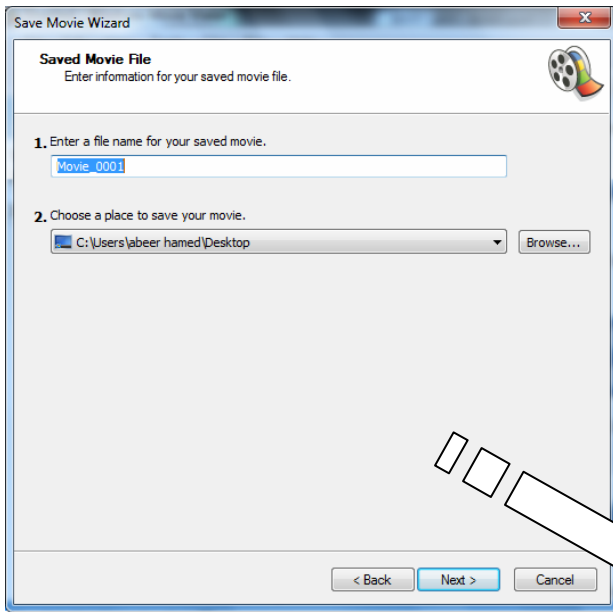 Save Movie Wizard
Saved Movie File
Enter information for your saved movie file.
1. Enter a file name for your saved movie.
Movie_0001
2. Choose a place to save your movie.
C:\Users\abeer hamed\Desktop
Browse...
< Back
Next >
Cancel